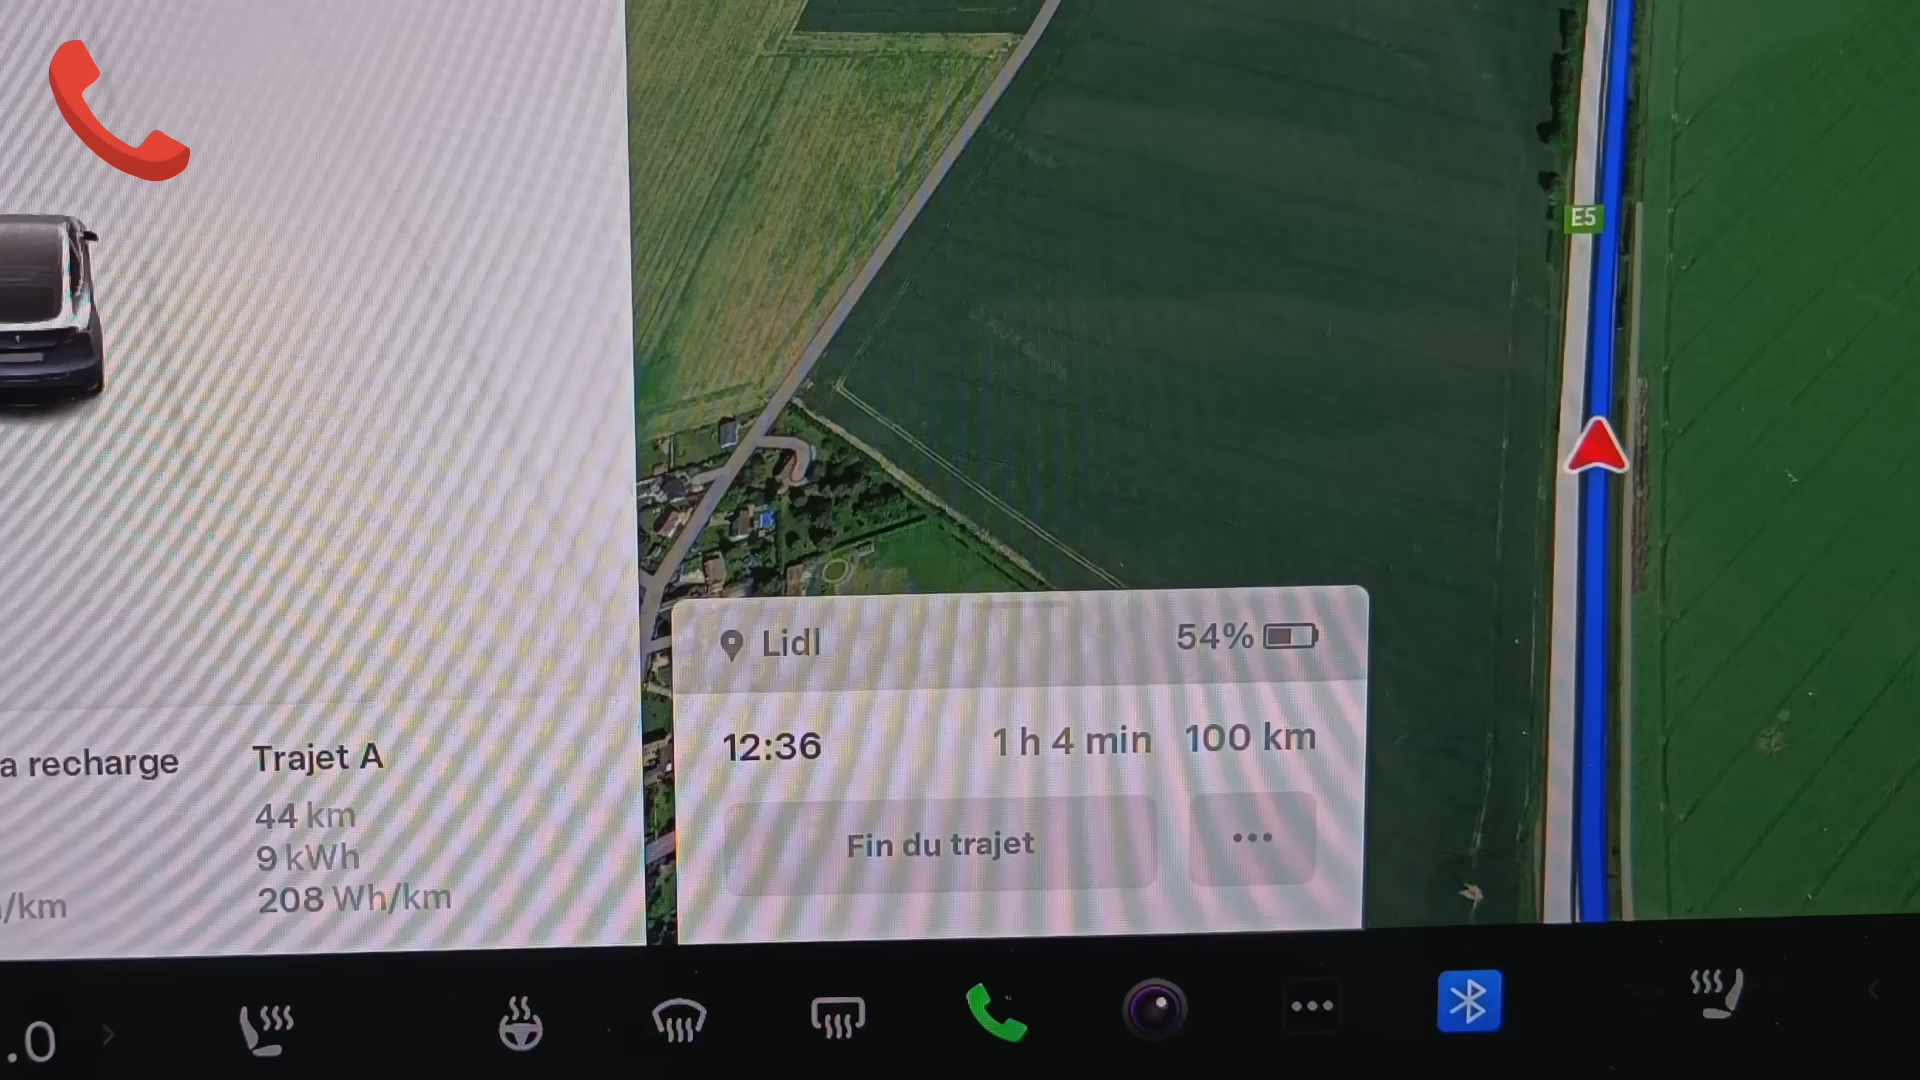 E5
Lidl
54%
12:36
1 h 4 min
100 km
Fin du trajet
a recharge
Trajet A
44 km
9 kWh
/km
208 Wh/km
.0